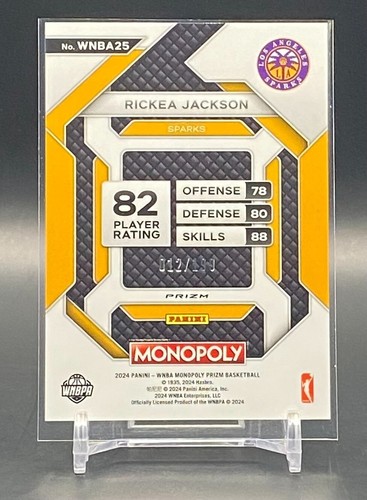 No. WNBA25
LOS ANGELES
LA
SPARKS
RICKEA JACKSON
SPARKS
82
PLAYER
RATING
OFFENSE 78
DEFENSE 80
SKILLS 88
PRIZM
PANINI
MONOPOLY
2024 PANINI – WNBA MONOPOLY PRIZM BASKETBALL
© 1935, 2024 Hasbro.
© 2024 Panini America, Inc.
2024 WNBA Enterprises, LLC
Officially Licensed Product of the WNBPA © 2024
WNBPA